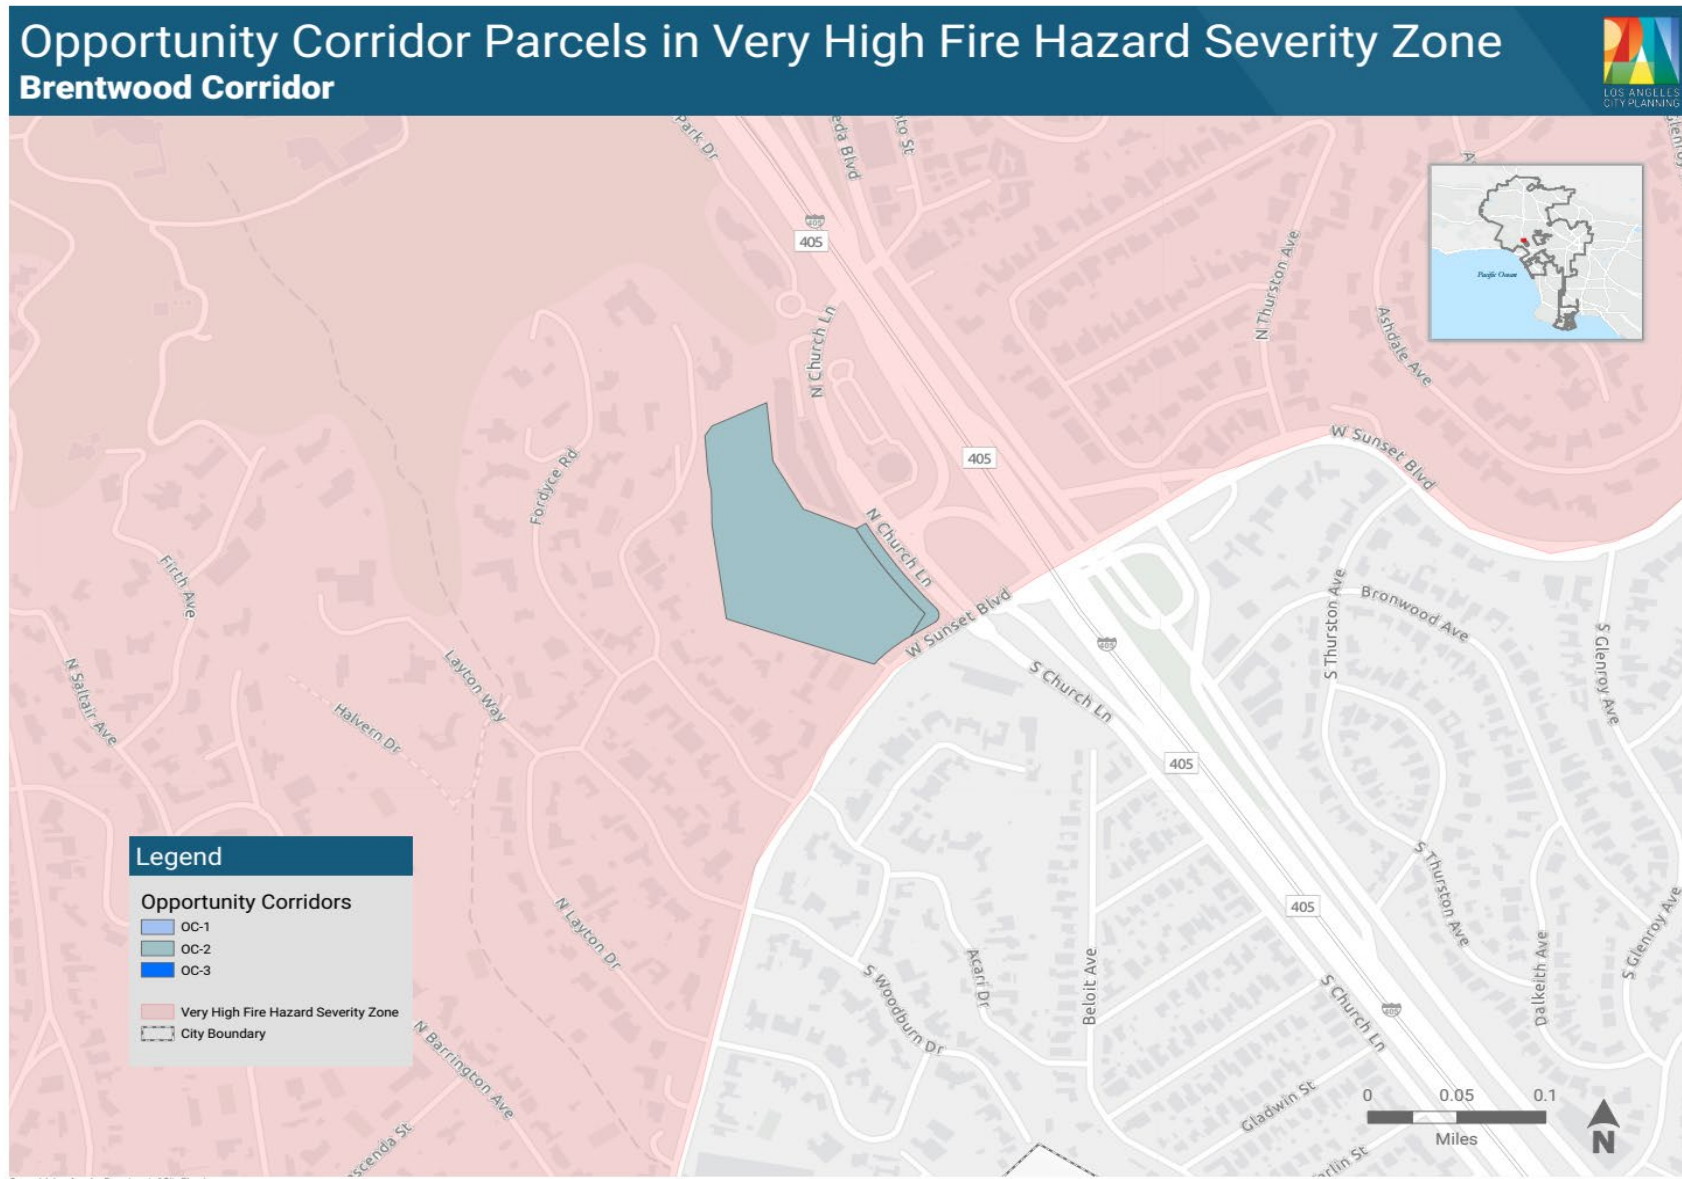 Opportunity Corridor Parcels in Very High Fire Hazard Severity Zone
Brentwood Corridor
LOS ANGELES
CITY PLANNING
Park Dr
405
405
N Church Ln
N Thurston Ave
Ashdale Ave
Pacific Ocean
W Sunset Blvd
405
Fordyce Rd
N Church Ln
W Sunset Blvd
Firth Ave
S Thurston Ave
Bronwood Ave
S Glenroy Ave
405
N Saltair Ave
Layton Way
Halvern Dr
S Church Ln
405
Legend
Opportunity Corridors
OC-1
OC-2
OC-3
Very High Fire Hazard Severity Zone
City Boundary
N Layton Dr
S Thurston Ave
405
S Glenroy Ave
Dalkeith Ave
Acari Dr
Beloit Ave
S Woodburn Dr
S Church Ln
405
N Barrington Ave
Gladwin St
0 0.05 0.1
Miles
N